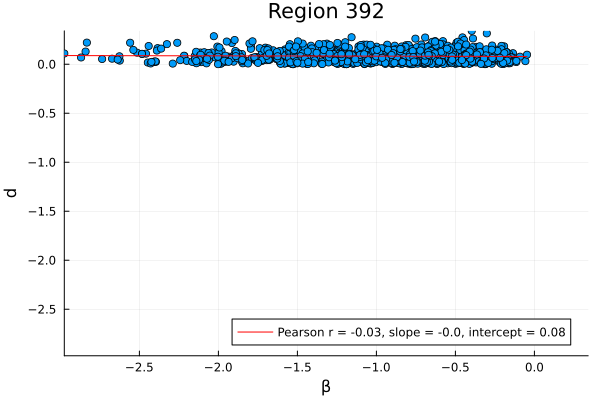 Region 392
d
0.0
−0.5
−1.0
−1.5
−2.0
−2.5
Pearson r = -0.03, slope = -0.0, intercept = 0.08
−2.5 −2.0 −1.5 −1.0 −0.5 0.0
β